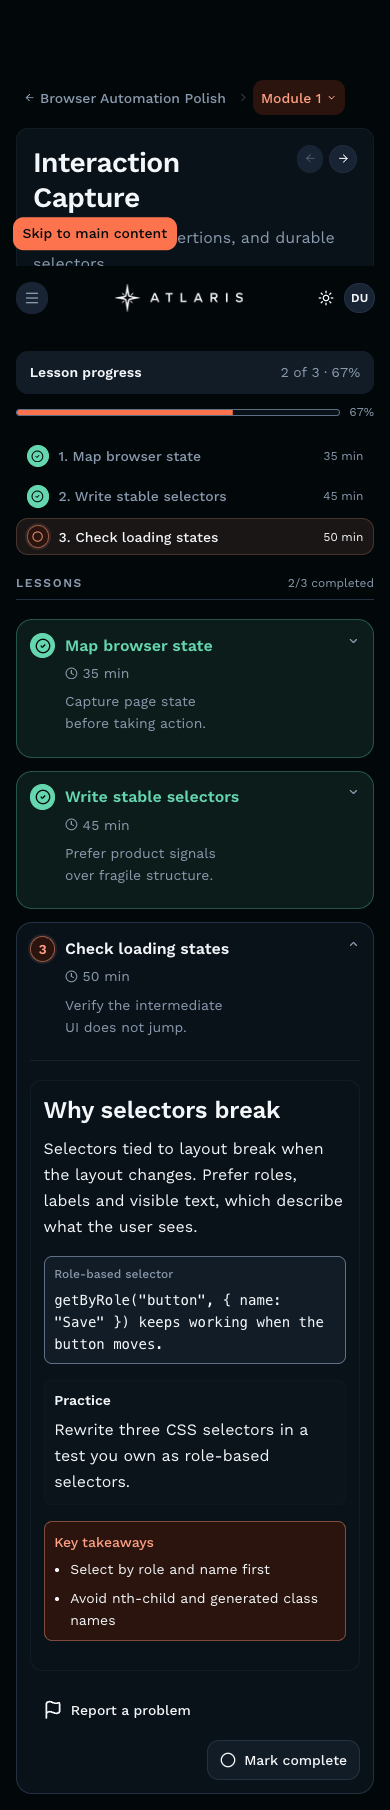 Browser Automation Polish
Module 1
Interaction
Capture
Skip to main content
ertions, and durable
selectors
ATLARIS
DU
Lesson progress
2 of 3 · 67%
67%
1. Map browser state
35 min
2. Write stable selectors
45 min
3. Check loading states
50 min
LESSONS
2/3 completed
Map browser state
35 min
Capture page state
before taking action.
Write stable selectors
45 min
Prefer product signals
over fragile structure.
3
Check loading states
50 min
Verify the intermediate
UI does not jump.
Why selectors break
Selectors tied to layout break when
the layout changes. Prefer roles,
labels and visible text, which describe
what the user sees.
Role-based selector
getByRole("button", { name:
"Save" }) keeps working when the
button moves.
Practice
Rewrite three CSS selectors in a
test you own as role-based
selectors.
Key takeaways
• Select by role and name first
• Avoid nth-child and generated class
names
Report a problem
Mark complete